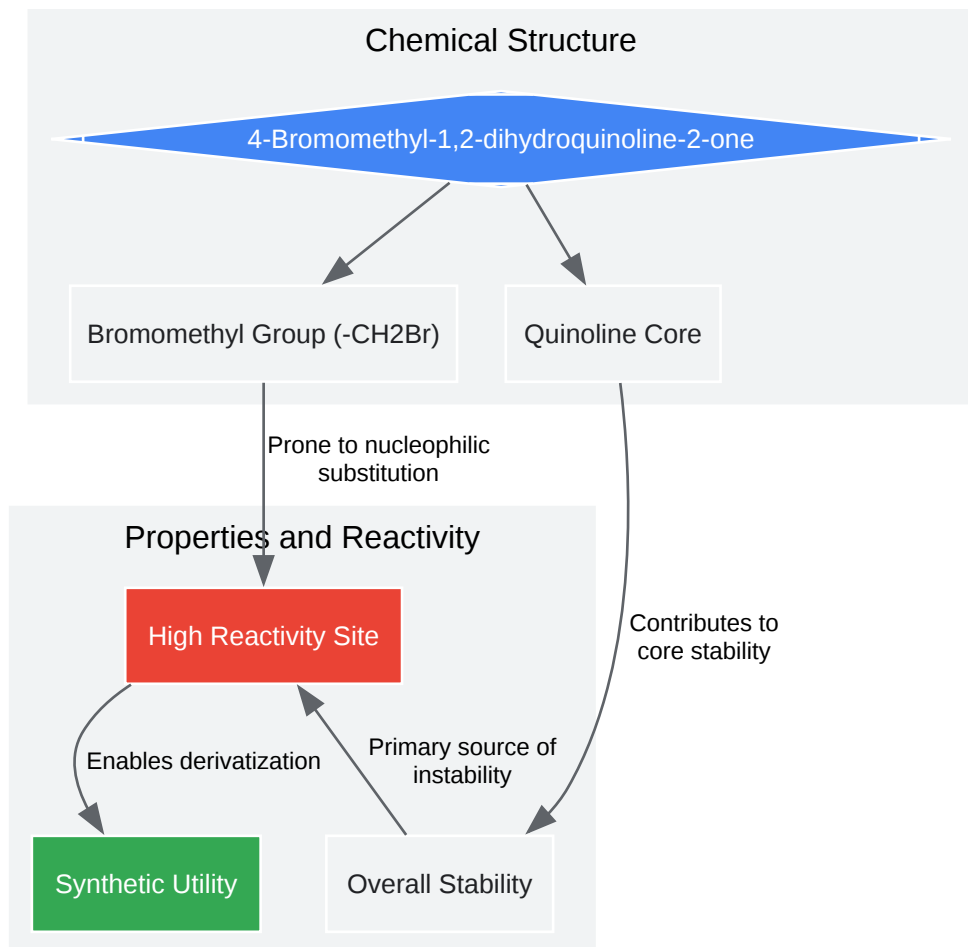 Chemical Structure
4-Bromomethyl-1,2-dihydroquinoline-2-one
Bromomethyl Group (-CH2Br)
Quinoline Core
Prone to nucleophilic
substitution
Properties and Reactivity
High Reactivity Site
Contributes to
core stability
Enables derivatization
Primary source of
instability
Synthetic Utility
Overall Stability